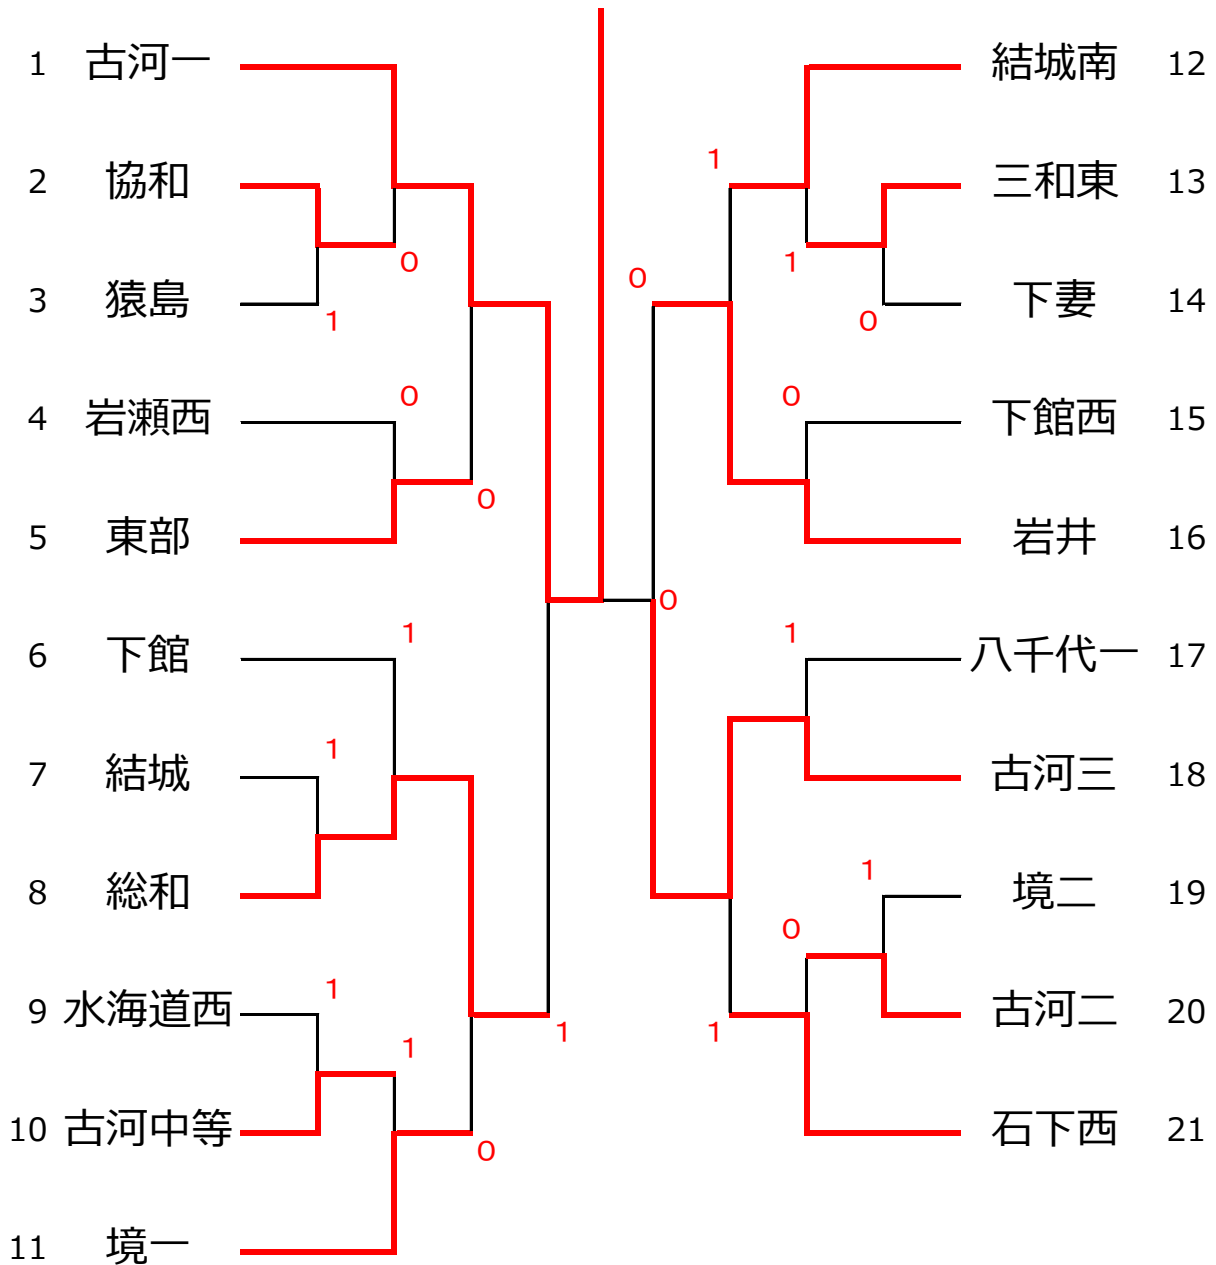 1 古河一
2 協和
3 猿島
4 岩瀬西
5 東部
6 下館
7 結城
8 総和
9 水海道西
10 古河中等
11 境一
0
1
0
0
1
1
1
1
0
1
結城南 12
三和東 13
下妻 14
下館西 15
岩井 16
八千代一 17
古河三 18
境二 19
古河二 20
石下西 21
1
0
1
0
0
0
1
1
0
1